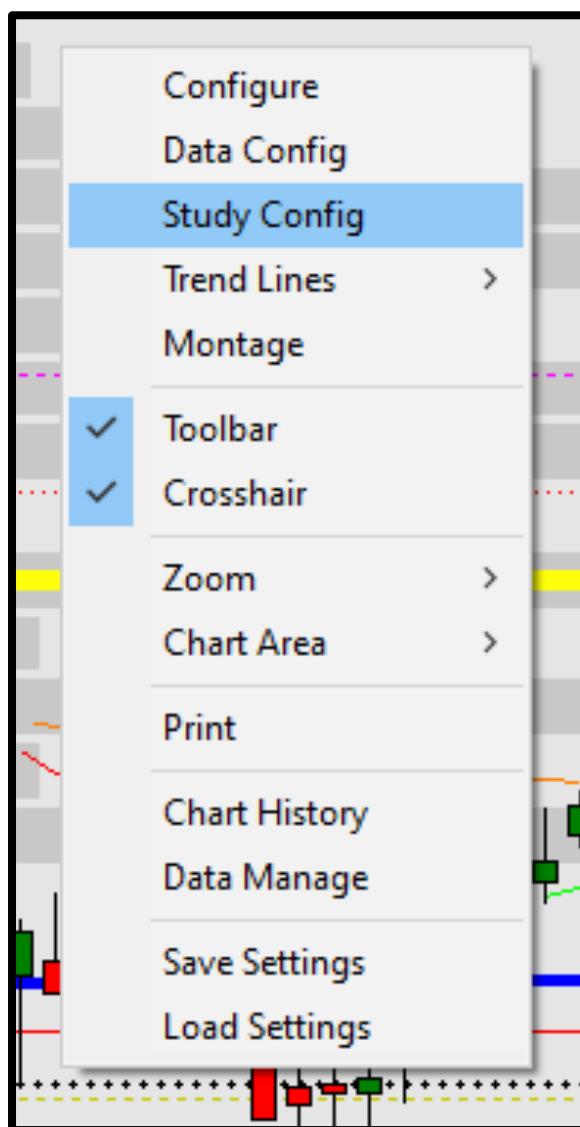 Configure
Data Config
Study Config
Trend Lines
Montage
Toolbar
Crosshair
Zoom
Chart Area
Print
Chart History
Data Manage
Save Settings
Load Settings